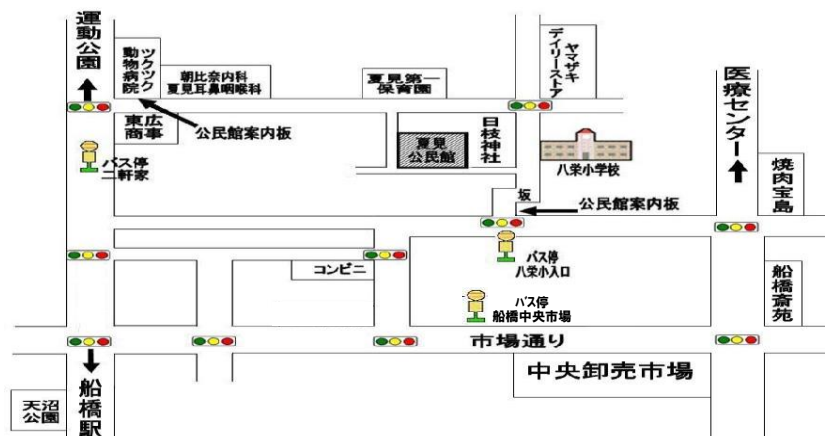 運動公園
ツクツク
動物病院
朝比奈内科
夏見耳鼻咽喉科
夏見第一
保育園
ヤマザキ
デイリーストア
医療センター
東広
商事
公民館案内板
夏見
公民館
日枝神社
八栄小学校
バス停
二軒家
坂
公民館案内板
焼肉宝島
バス停
八栄小入口
コンビニ
船橋斎苑
バス停
船橋中央市場
市場通り
中央卸売市場
船橋駅
天沼
公園